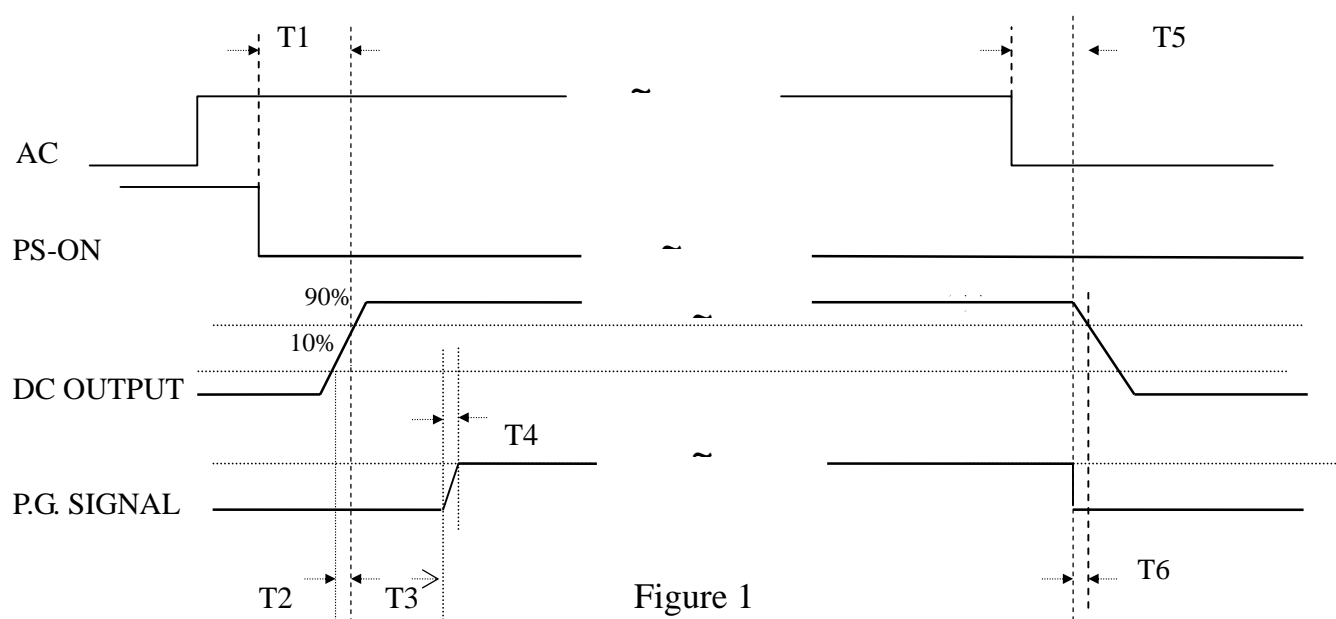 T1
T5
~
AC
PS-ON
~
90%
~
10%
DC OUTPUT
T4
~
P.G. SIGNAL
T2
T3
T6
Figure 1